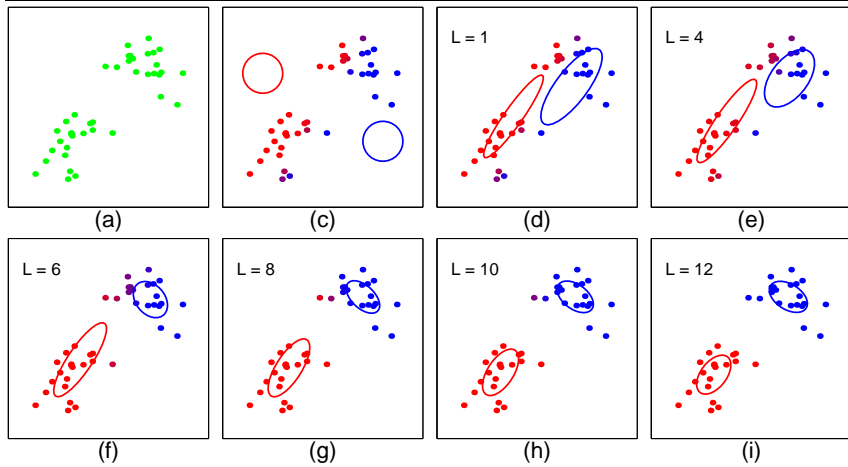 L = 1
L = 4
(a)
(c)
(d)
(e)
L = 6
L = 8
L = 10
L = 12
(f)
(g)
(h)
(i)